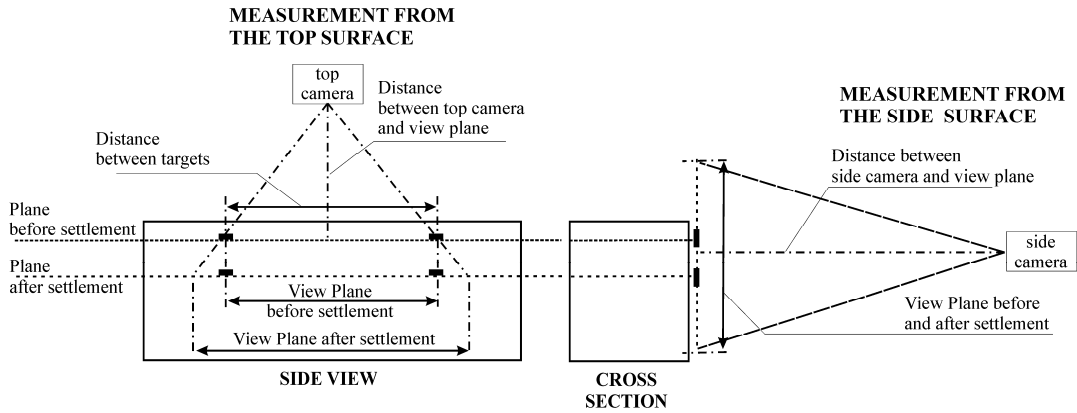 MEASUREMENT FROM
THE TOP SURFACE
top
camera
Distance
between top camera
and view plane
Distance
between targets
Plane
before settlement
Plane
after settlement
View Plane
before settlement
View Plane after settlement
SIDE VIEW
MEASUREMENT FROM
THE SIDE SURFACE
Distance between
side camera and view plane
side
camera
View Plane before
and after settlement
CROSS
SECTION